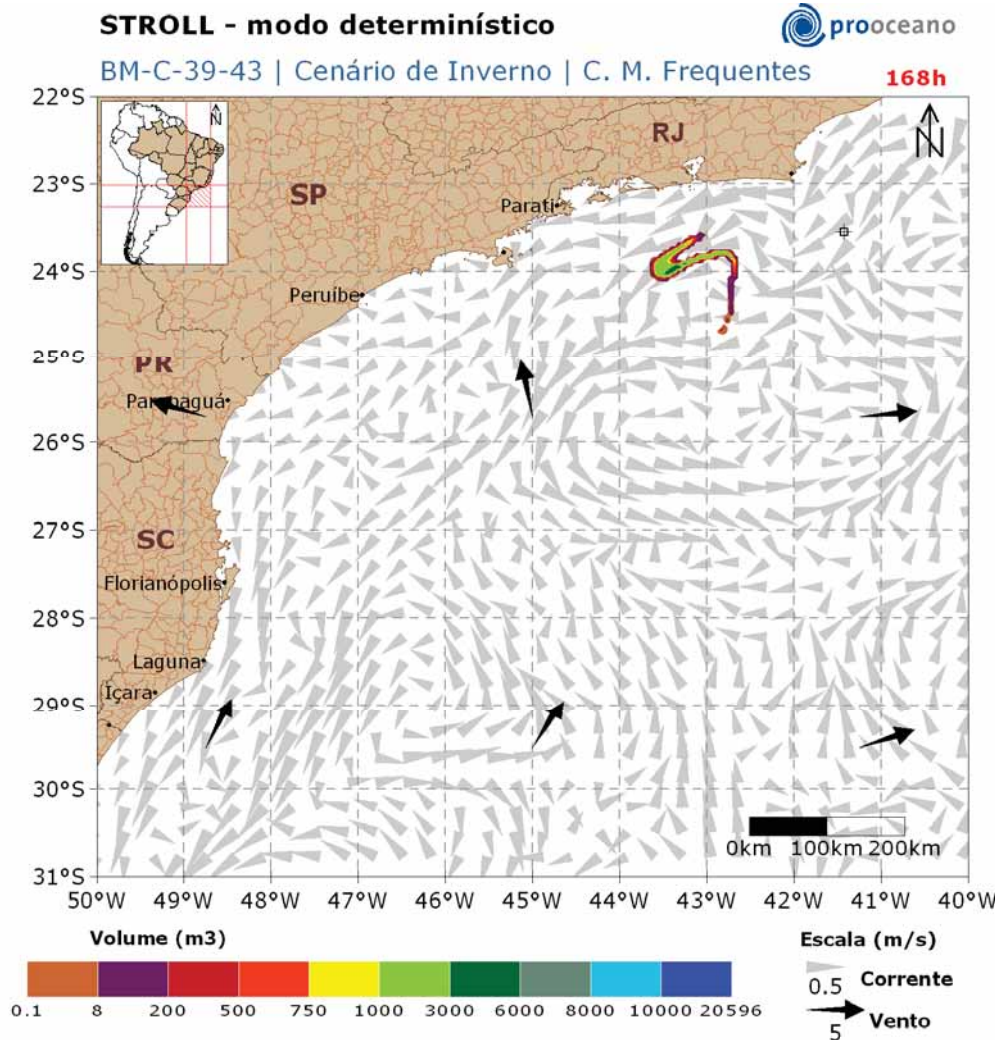 STROLL - modo determinístico
prooceano
BM-C-39-43 | Cenário de Inverno | C. M. Frequentes
168h
22°S
N
N
RJ
23°S
SP
Parati
24°S
Peruíbe
25°S
PR
Paranaguá
26°S
27°S
SC
Florianópolis
28°S
Laguna
Içara
29°S
30°S
0km 100km 200km
31°S
50°W 49°W 48°W 47°W 46°W 45°W 44°W 43°W 42°W 41°W 40°W
Volume (m3)
0.1 8 200 500 750 1000 3000 6000 8000 10000 20596
Escala (m/s)
0.5 Corrente
5 Vento